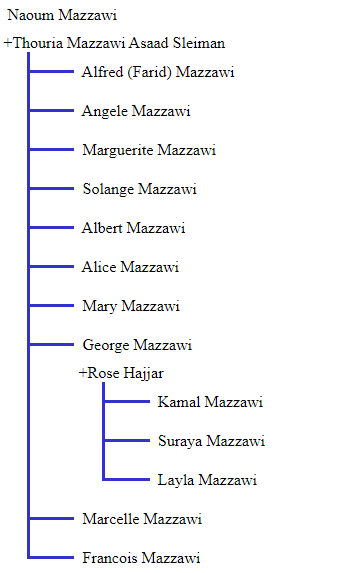 Naoum Mazzawi
+Thouria Mazzawi Asaad Sleiman
Alfred (Farid) Mazzawi
Angele Mazzawi
Marguerite Mazzawi
Solange Mazzawi
Albert Mazzawi
Alice Mazzawi
Mary Mazzawi
George Mazzawi
+Rose Hajjar
Kamal Mazzawi
Suraya Mazzawi
Layla Mazzawi
Marcelle Mazzawi
Francois Mazzawi